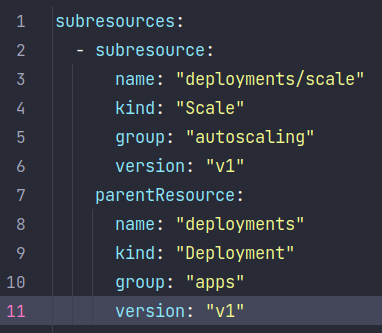 1 subresources:
2   - subresource:
3       name: "deployments/scale"
4       kind: "Scale"
5       group: "autoscaling"
6       version: "v1"
7     parentResource:
8       name: "deployments"
9       kind: "Deployment"
10       group: "apps"
11       version: "v1"